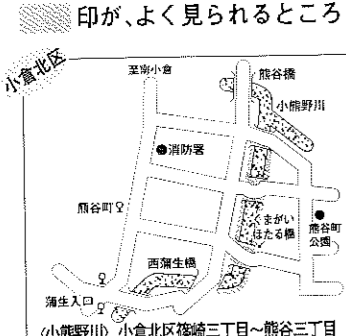 印が、よく見られるところ
小倉北区
至南小倉
熊谷橋
小熊野川
消防署
熊谷町
くまがい
ほたる橋
熊谷町
公園
西蒲生橋
蒲生入口
〈小熊野川〉小倉北区篠崎三丁目〜熊谷三丁目